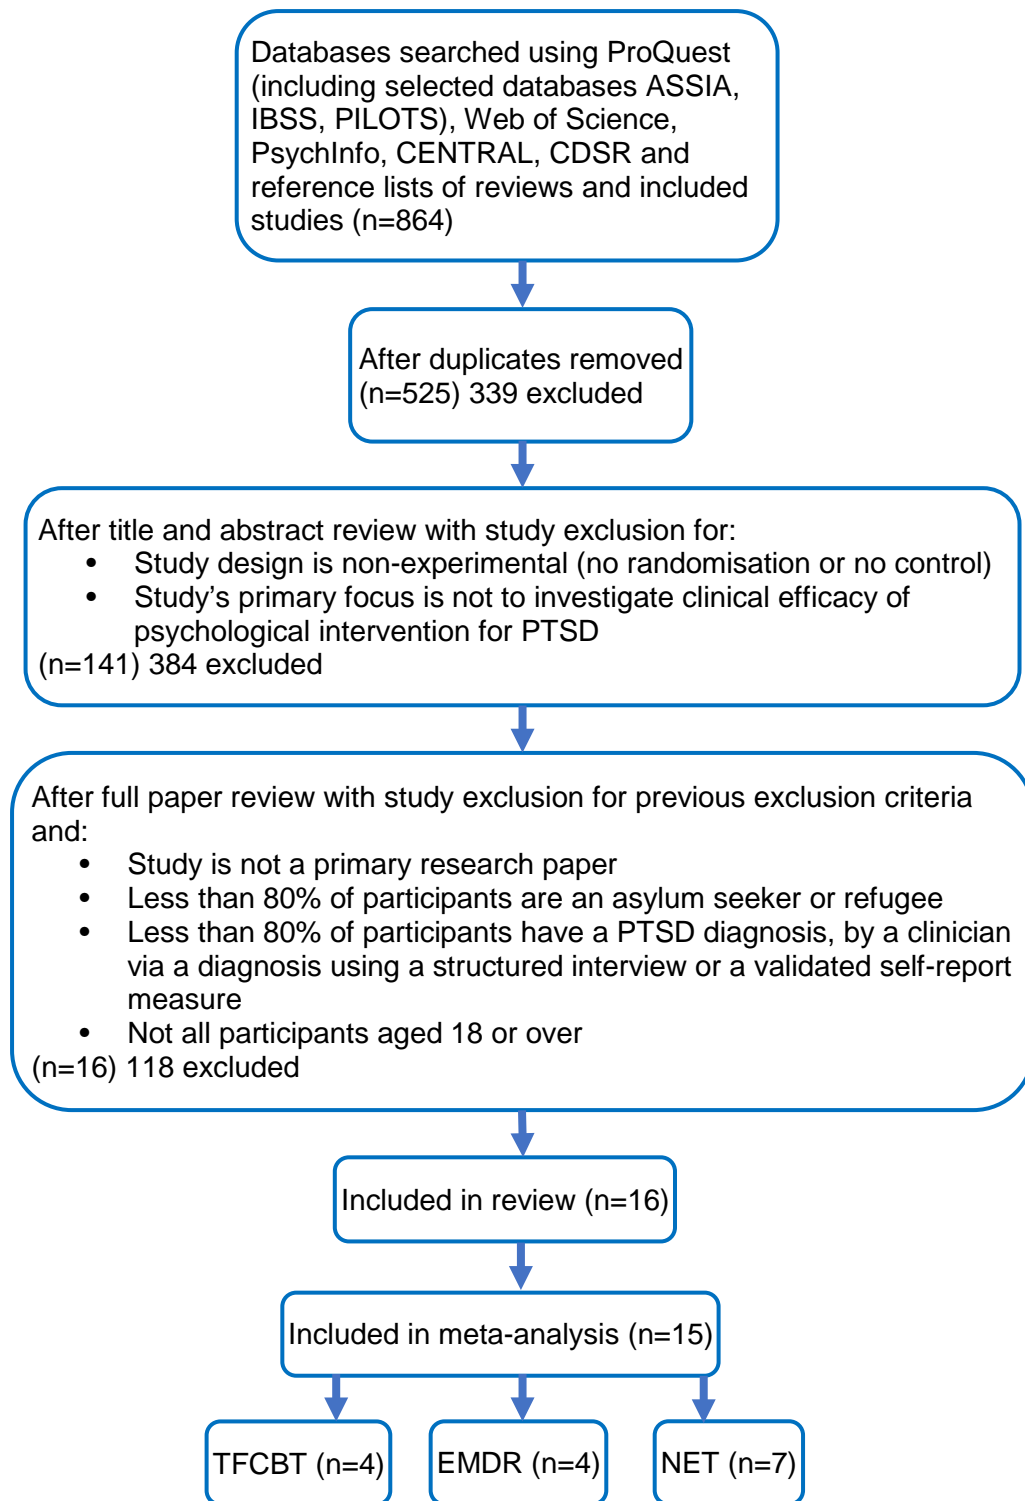 Databases searched using ProQuest
(including selected databases ASSIA,
IBSS, PILOTS), Web of Science,
PsychInfo, CENTRAL, CDSR and
reference lists of reviews and included
studies (n=864)
After duplicates removed
(n=525) 339 excluded
After title and abstract review with study exclusion for:
• Study design is non-experimental (no randomisation or no control)
• Study’s primary focus is not to investigate clinical efficacy of
psychological intervention for PTSD
(n=141) 384 excluded
After full paper review with study exclusion for previous exclusion criteria
and:
• Study is not a primary research paper
• Less than 80% of participants are an asylum seeker or refugee
• Less than 80% of participants have a PTSD diagnosis, by a clinician
via a diagnosis using a structured interview or a validated self-report
measure
• Not all participants aged 18 or over
(n=16) 118 excluded
Included in review (n=16)
Included in meta-analysis (n=15)
TFCBT (n=4)
EMDR (n=4)
NET (n=7)